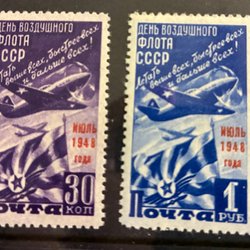 ДЕНЬ ВОЗДУШНОГО
ФЛОТА
СССР
Летать
выше всех, быстрее всех
и дальше всех!
ИЮЛЬ
1948
года
30
КОП
ПОЧТА
ДЕНЬ ВОЗДУШНОГО
ФЛОТА
СССР
Летать
выше всех, быстрее всех
и дальше всех!
ИЮЛЬ
1948
года
1
РУБ
ПОЧТА